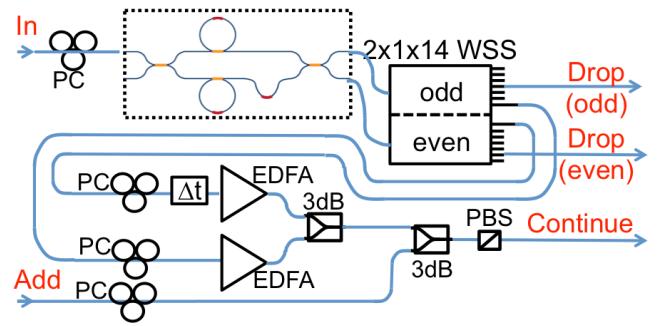 In
PC
2x1x14 WSS
odd
even
Drop
(odd)
Drop
(even)
PC
Δt
EDFA
3dB
PBS
Continue
PC
EDFA
3dB
Add
PC